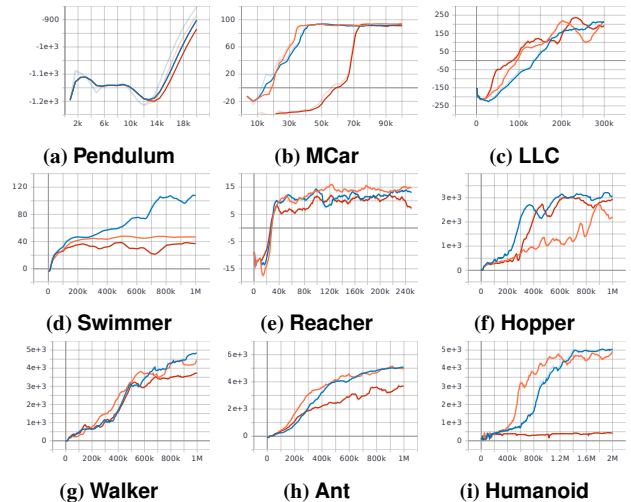 -900
-1e+3
-1.1e+3
-1.2e+3
2k 6k 10k 14k 18k
(a) Pendulum
100
60
20
-20
10k 30k 50k 70k 90k
(b) MCar
250
150
50
-50
-150
-250
0 100k 200k 300k
(c) LLC
120
80
40
0
0 200k 400k 600k 800k 1M
(d) Swimmer
15
5
-5
-15
0 40k 80k 120k 160k 200k 240k
(e) Reacher
3e+3
2e+3
1e+3
0
0 200k 400k 600k 800k 1M
(f) Hopper
5e+3
4e+3
3e+3
2e+3
1e+3
0
0 200k 400k 600k 800k 1M
(g) Walker
6e+3
4e+3
2e+3
0
0 200k 400k 600k 800k 1M
(h) Ant
5e+3
4e+3
3e+3
2e+3
1e+3
0
0 400k 800k 1.2M 1.6M 2M
(i) Humanoid